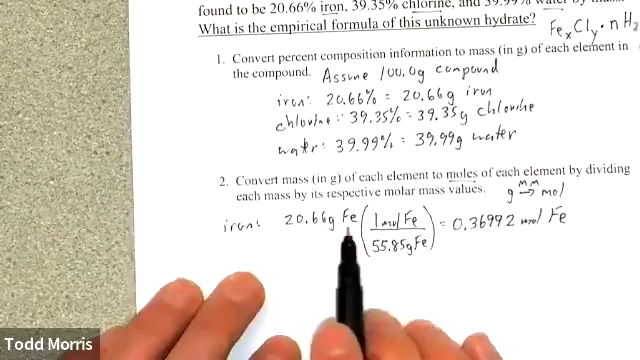 found to be 20.66% iron, 39.35% chlorine, and 39.99% water by mass.
What is the empirical formula of this unknown hydrate? FeₓClᵧ·nH₂
1. Convert percent composition information to mass (in g) of each element in
the compound. Assume 100.0g compound
iron: 20.66% = 20.66g iron
chlorine: 39.35% = 39.35g chlorine
water: 39.99% = 39.99g water
2. Convert mass (in g) of each element to moles of each element by dividing
each mass by its respective molar mass values. g MM→ mol
iron: 20.66g Fe (1 mol Fe / 55.85g Fe) = 0.36992 mol Fe
Todd Morris